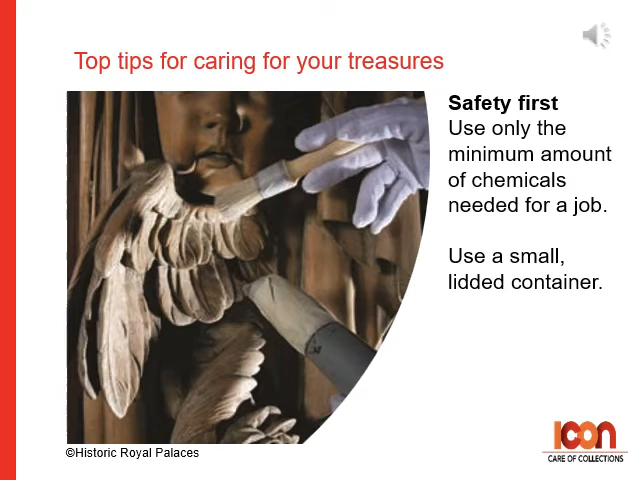 Top tips for caring for your treasures
Safety first
Use only the
minimum amount
of chemicals
needed for a job.
Use a small,
lidded container.
©Historic Royal Palaces
icon
CARE OF COLLECTIONS